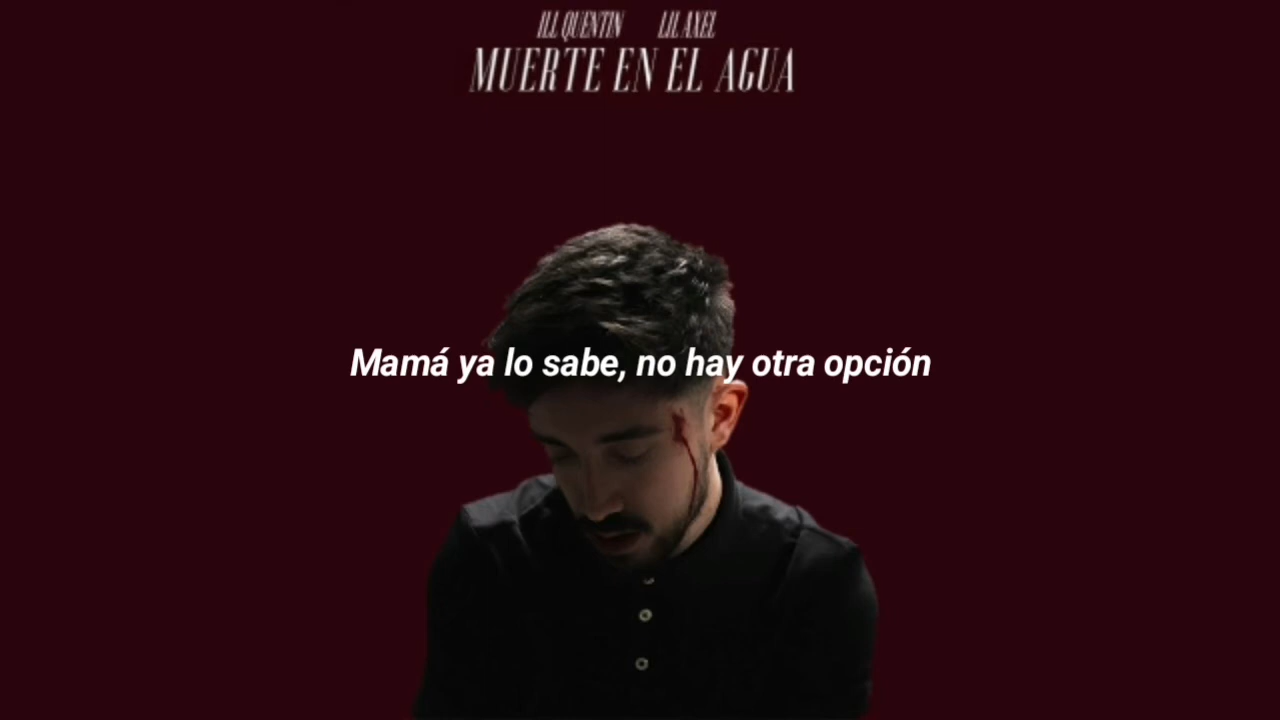 ILL QUENTIN LIL AXEL
MUERTE EN EL AGUA
Mamá ya lo sabe, no hay otra opción